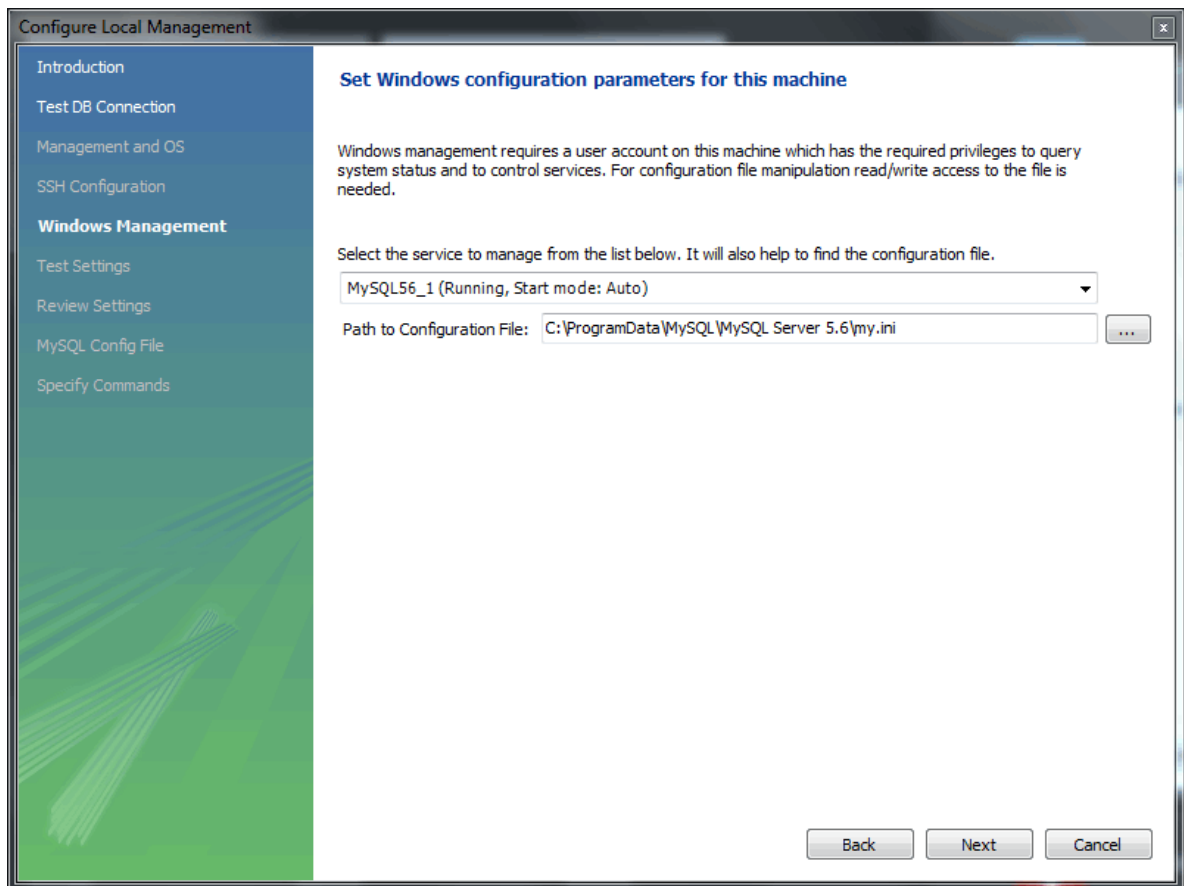 Configure Local Management
x
Introduction
Test DB Connection
Management and OS
SSH Configuration
Windows Management
Test Settings
Review Settings
MySQL Config File
Specify Commands
Set Windows configuration parameters for this machine
Windows management requires a user account on this machine which has the required privileges to query
system status and to control services. For configuration file manipulation read/write access to the file is
needed.
Select the service to manage from the list below. It will also help to find the configuration file.
MySQL56_1 (Running, Start mode: Auto)
Path to Configuration File: C:\ProgramData\MySQL\MySQL Server 5.6\my.ini ...
Back Next Cancel